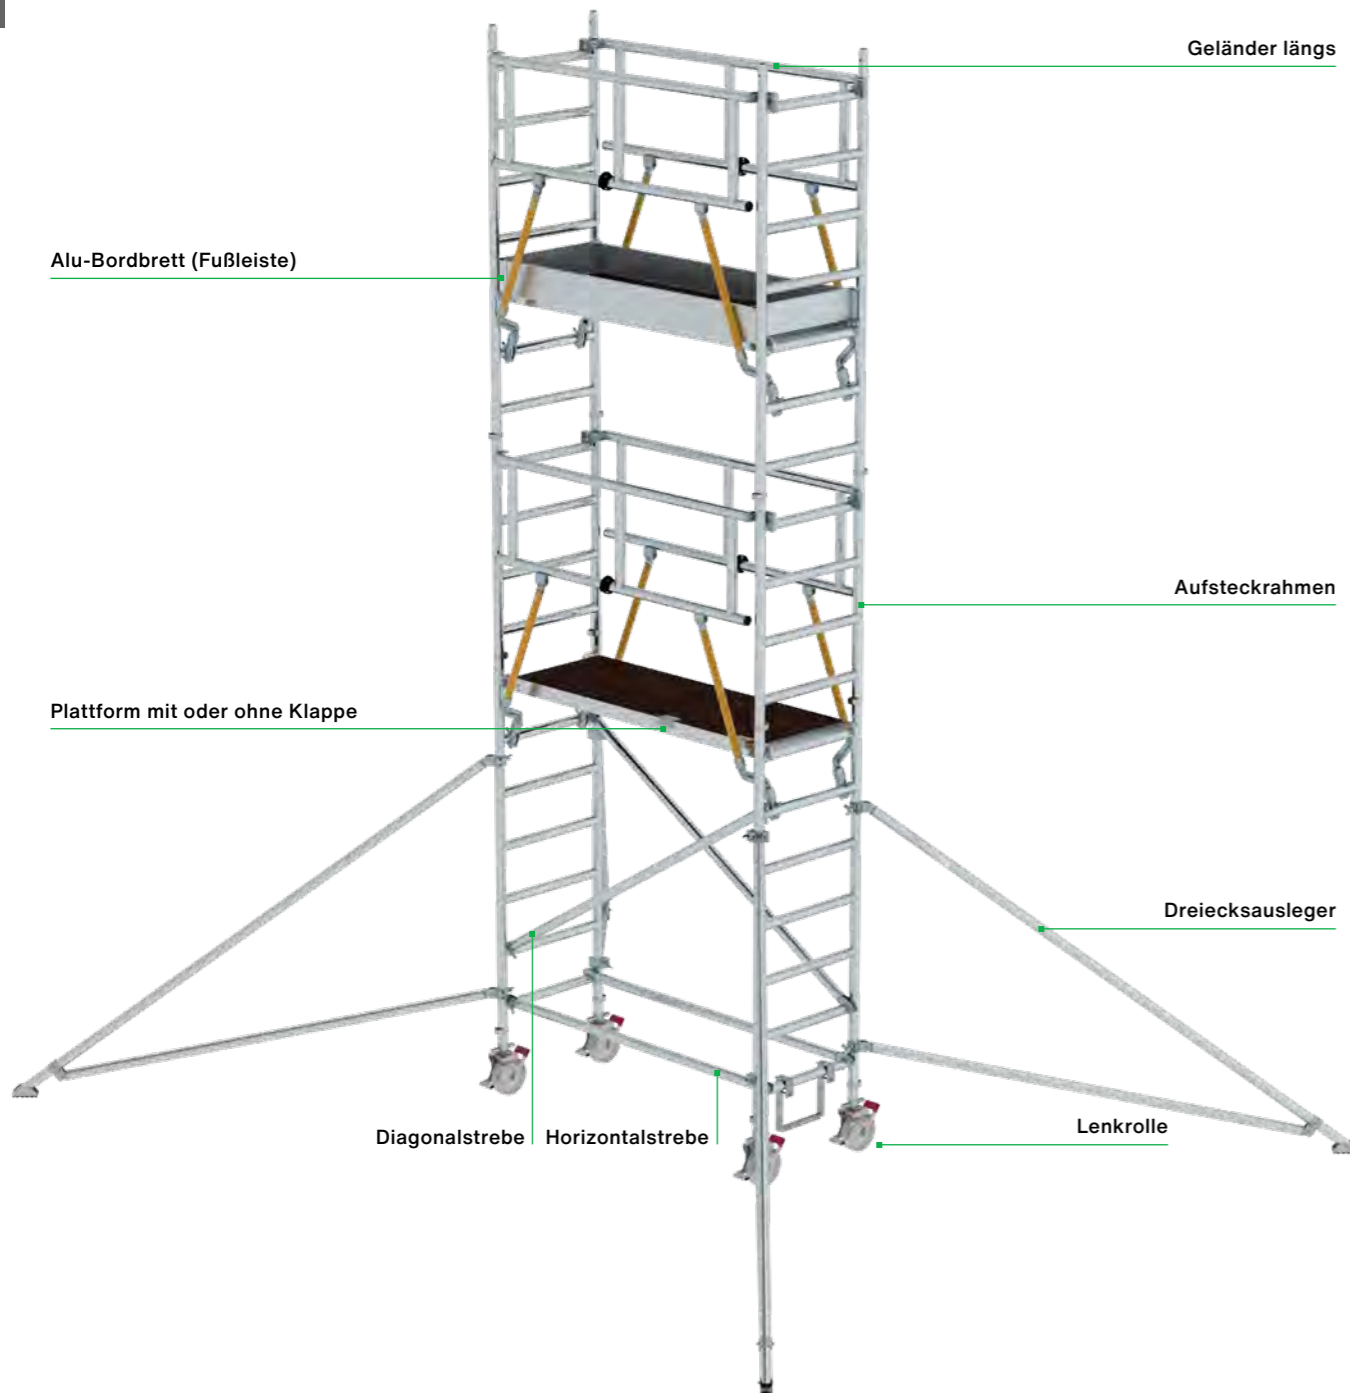 Geländer längs
Alu-Bordbrett (Fußleiste)
Aufsteckrahmen
Plattform mit oder ohne Klappe
Dreiecksausleger
Diagonalstrebe
Horizontalstrebe
Lenkrolle